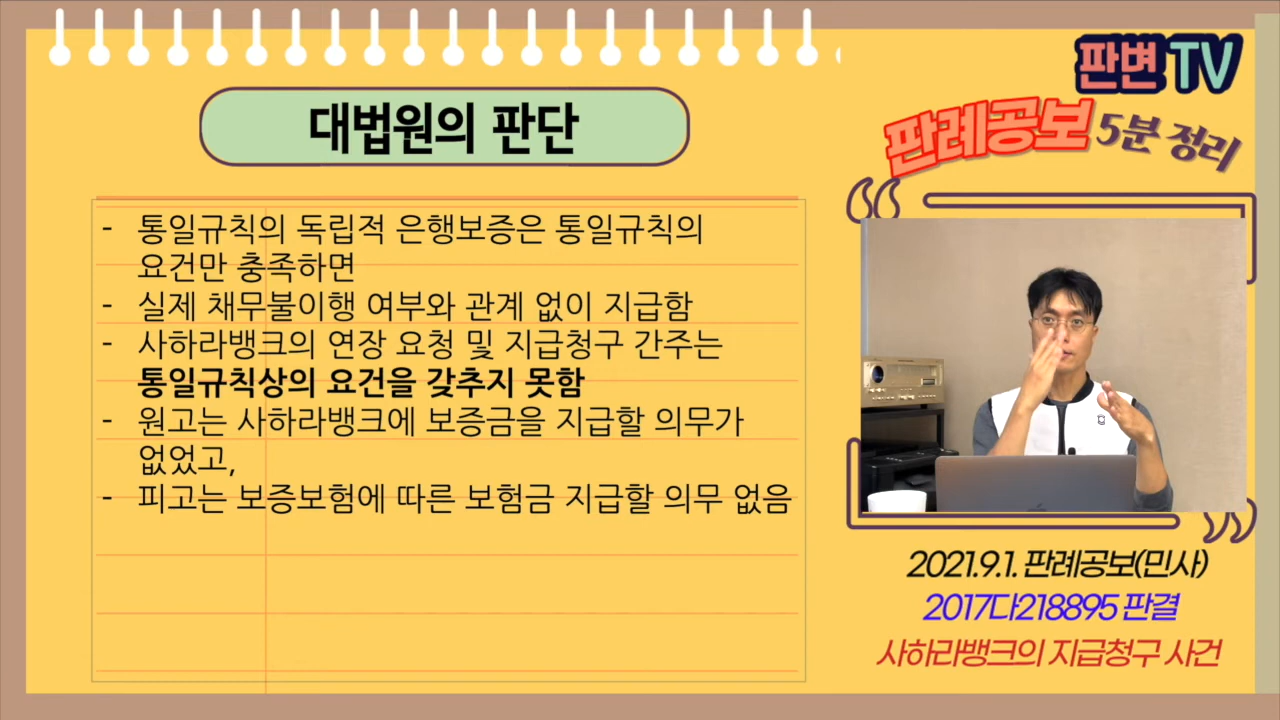 판변 TV
판례공보 5분 정리
대법원의 판단
- 통일규칙의 독립적 은행보증은 통일규칙의
요건만 충족하면
- 실제 채무불이행 여부와 관계 없이 지급함
- 사하라뱅크의 연장 요청 및 지급청구 간주는
통일규칙상의 요건을 갖추지 못함
- 원고는 사하라뱅크에 보증금을 지급할 의무가
없었고,
- 피고는 보증보험에 따른 보험금 지급할 의무 없음
2021.9.1. 판례공보(민사)
2017다218895 판결
사하라뱅크의 지급청구 사건